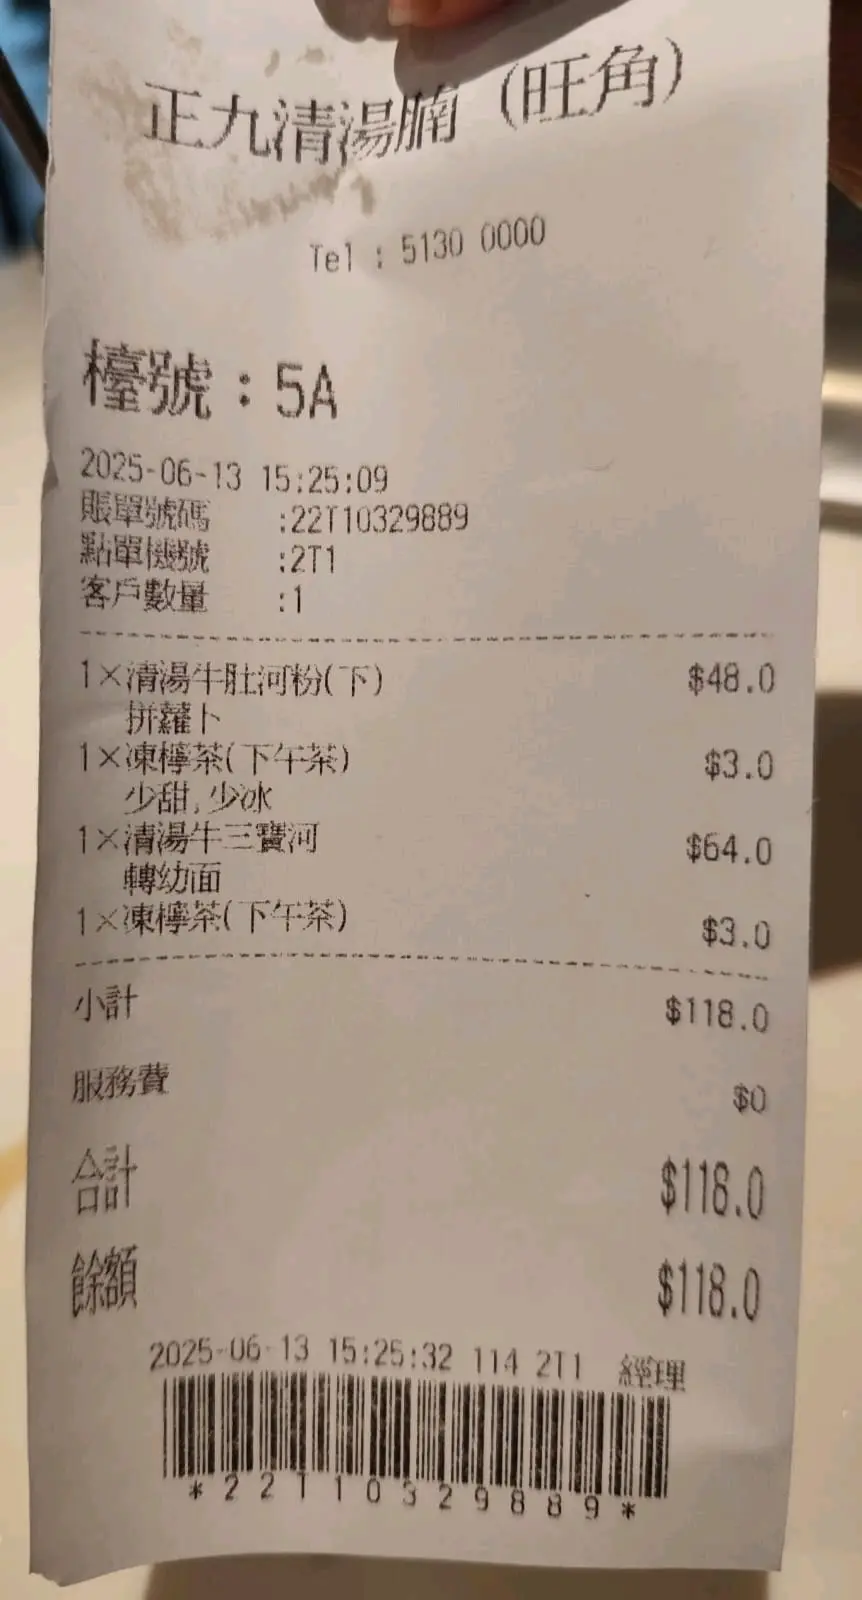 正九清湯腩 (旺角)
Tel : 5130 0000
檯號：5A
2025-06-13 15:25:09
賬單號碼 :22T10329889
點單機號 :2T1
客戶數量 :1
1×清湯牛肚河粉(下) $48.0
拼蘿卜
1×凍檸茶(下午茶) $3.0
少甜,少冰
1×清湯牛三寶河 $64.0
轉幼面
1×凍檸茶(下午茶) $3.0
小計 $118.0
服務費 $0
合計 $118.0
餘額 $118.0
2025-06-13 15:25:32 114 2T1 經理
*22T10329889*